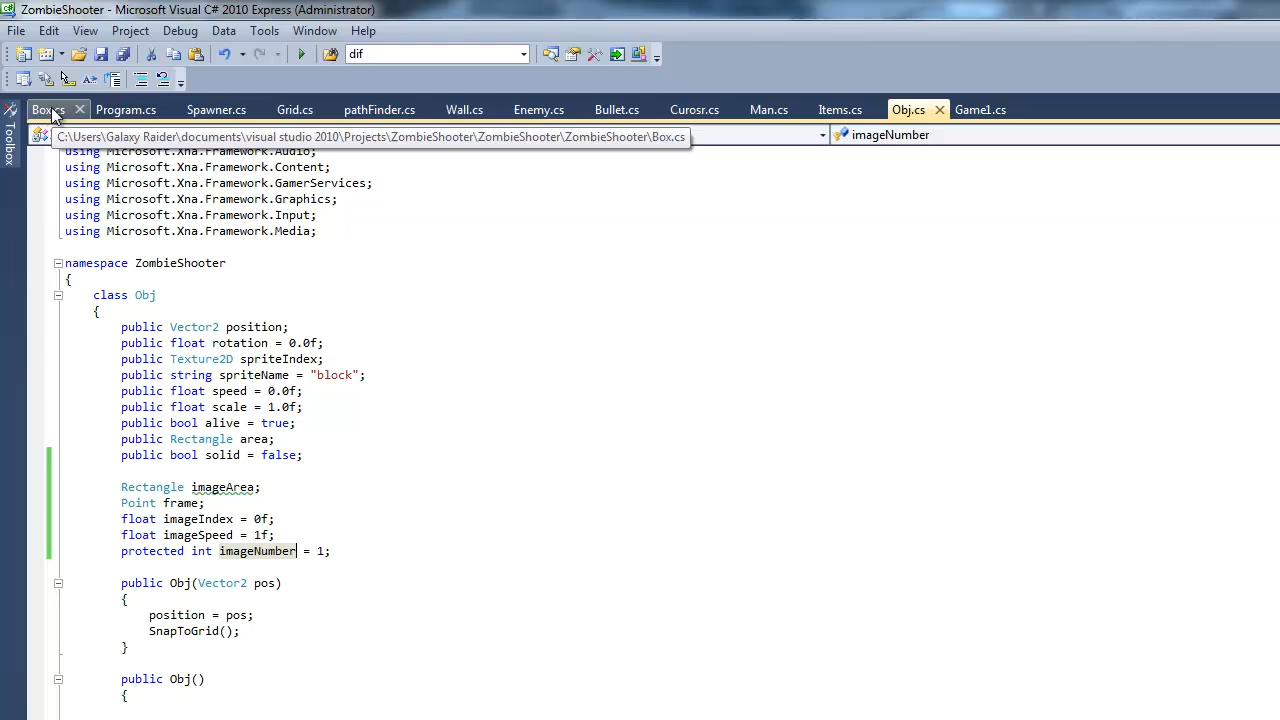 ZombieShooter - Microsoft Visual C# 2010 Express (Administrator)
File Edit View Project Debug Data Tools Window Help
dif
Box.cs Program.cs Spawner.cs Grid.cs pathFinder.cs Wall.cs Enemy.cs Bullet.cs Curosr.cs Man.cs Items.cs Obj.cs Game1.cs
C:\Users\Galaxy Raider\documents\visual studio 2010\Projects\ZombieShooter\ZombieShooter\ZombieShooter\Box.cs
imageNumber
Toolbox
using Microsoft.Xna.Framework.Audio;
using Microsoft.Xna.Framework.Content;
using Microsoft.Xna.Framework.GamerServices;
using Microsoft.Xna.Framework.Graphics;
using Microsoft.Xna.Framework.Input;
using Microsoft.Xna.Framework.Media;
namespace ZombieShooter
{
class Obj
{
public Vector2 position;
public float rotation = 0.0f;
public Texture2D spriteIndex;
public string spriteName = "block";
public float speed = 0.0f;
public float scale = 1.0f;
public bool alive = true;
public Rectangle area;
public bool solid = false;
Rectangle imageArea;
Point frame;
float imageIndex = 0f;
float imageSpeed = 1f;
protected int imageNumber = 1;
public Obj(Vector2 pos)
{
position = pos;
SnapToGrid();
}
public Obj()
{